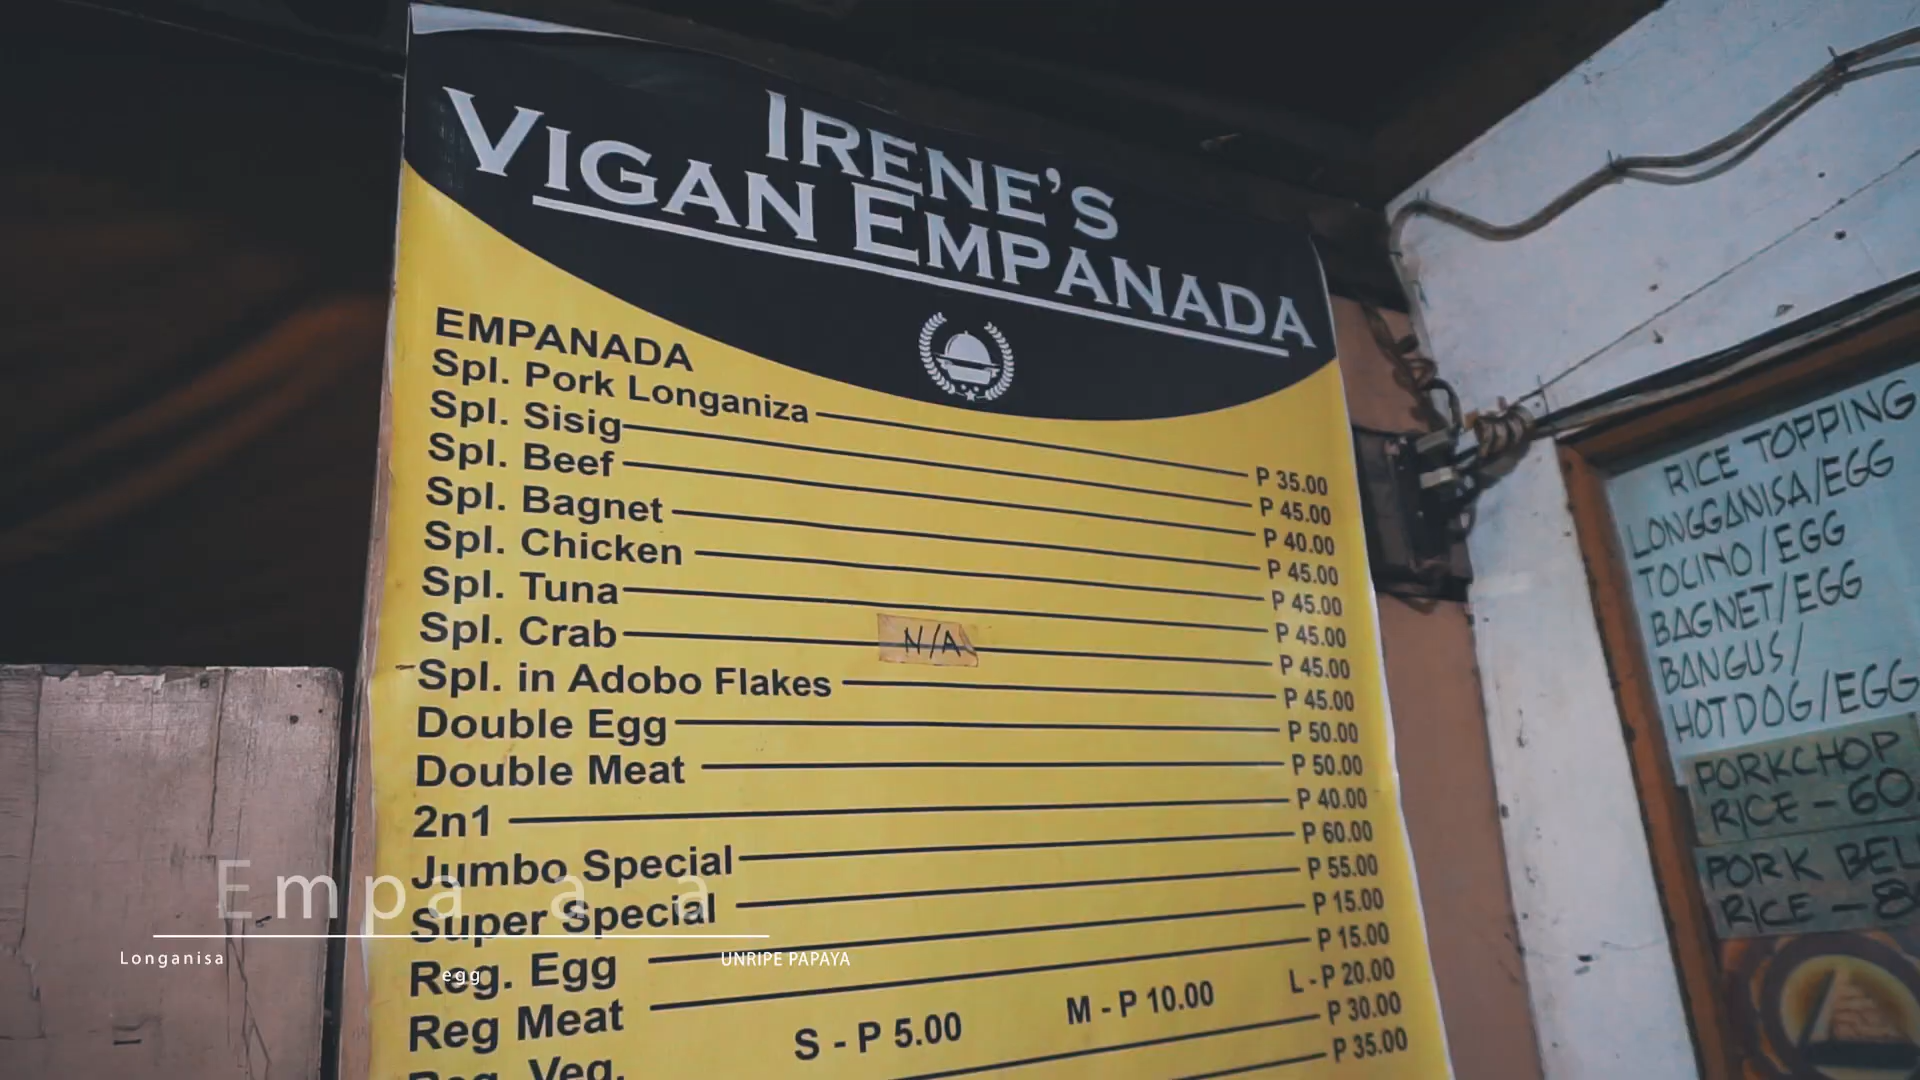 IRENE'S
VIGAN EMPANADA
EMPANADA
Spl. Pork Longaniza P 35.00
Spl. Sisig P 45.00
Spl. Beef P 40.00
Spl. Bagnet P 45.00
Spl. Chicken P 45.00
Spl. Tuna P 45.00
Spl. Crab N/A P 45.00
Spl. in Adobo Flakes P 45.00
Double Egg P 50.00
Double Meat P 50.00
2n1 P 40.00
Jumbo Special P 60.00
Super Special P 55.00
Reg. Egg P 15.00
Reg Meat P 15.00
Reg. Veg. S - P 5.00 M - P 10.00 L - P 20.00
P 30.00
P 35.00
RICE TOPPING
LONGGANISA/EGG
TOCINO/EGG
BAGNET/EGG
BANGUS/
HOTDOG/EGG
PORKCHOP
RICE - 60
PORK BEL
RICE - 8
Empa a a
Longanisa
egg
UNRIPE PAPAYA